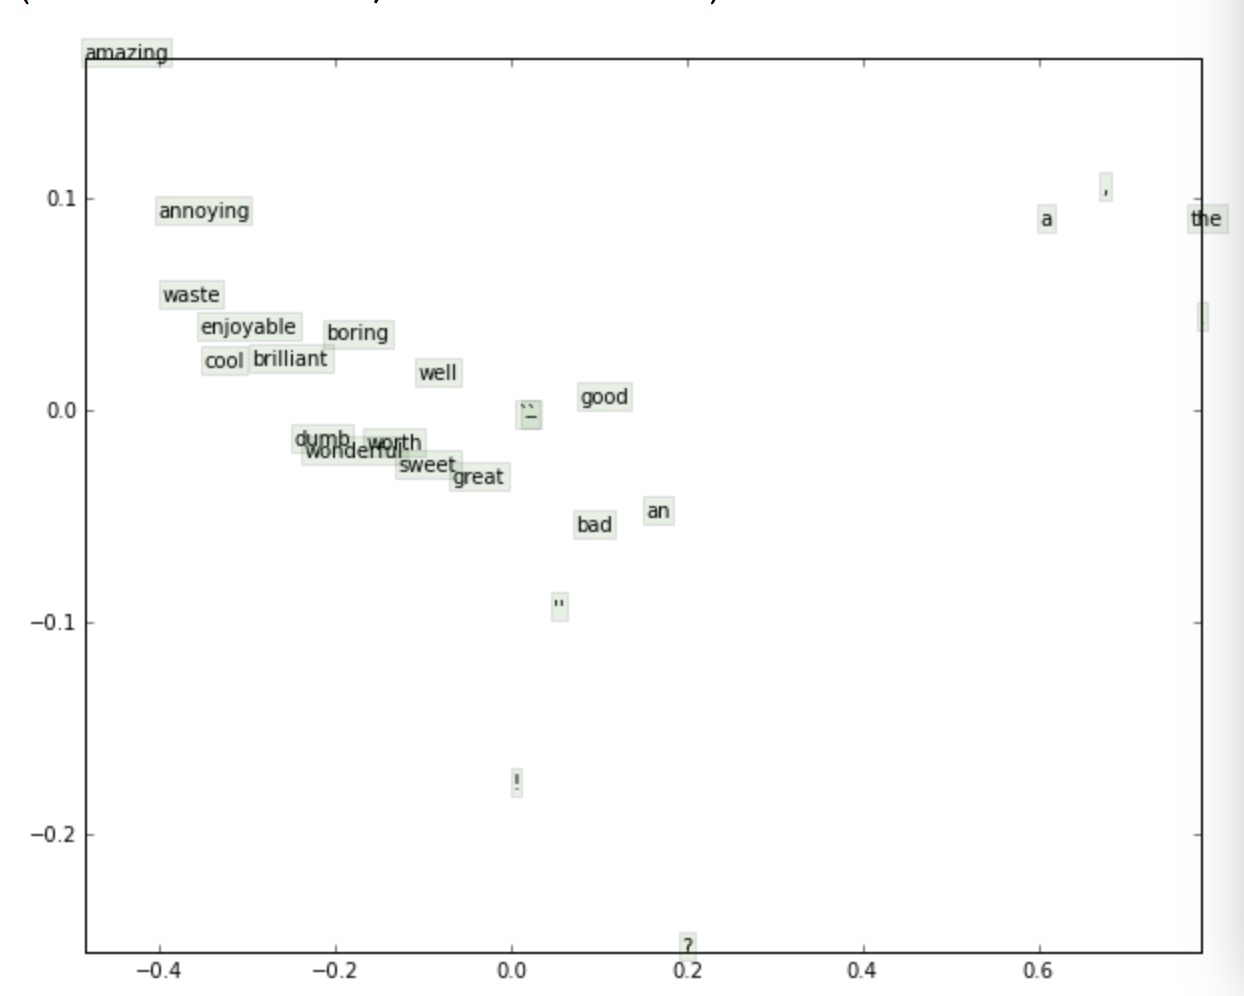 amazing
,
0.1
annoying
a
the
waste
enjoyable
boring
cool
brilliant
well
0.0
``
good
dumb
worth
wonderful
sweet
great
bad
an
−0.1
''
!
−0.2
?
−0.4
−0.2
0.0
0.2
0.4
0.6